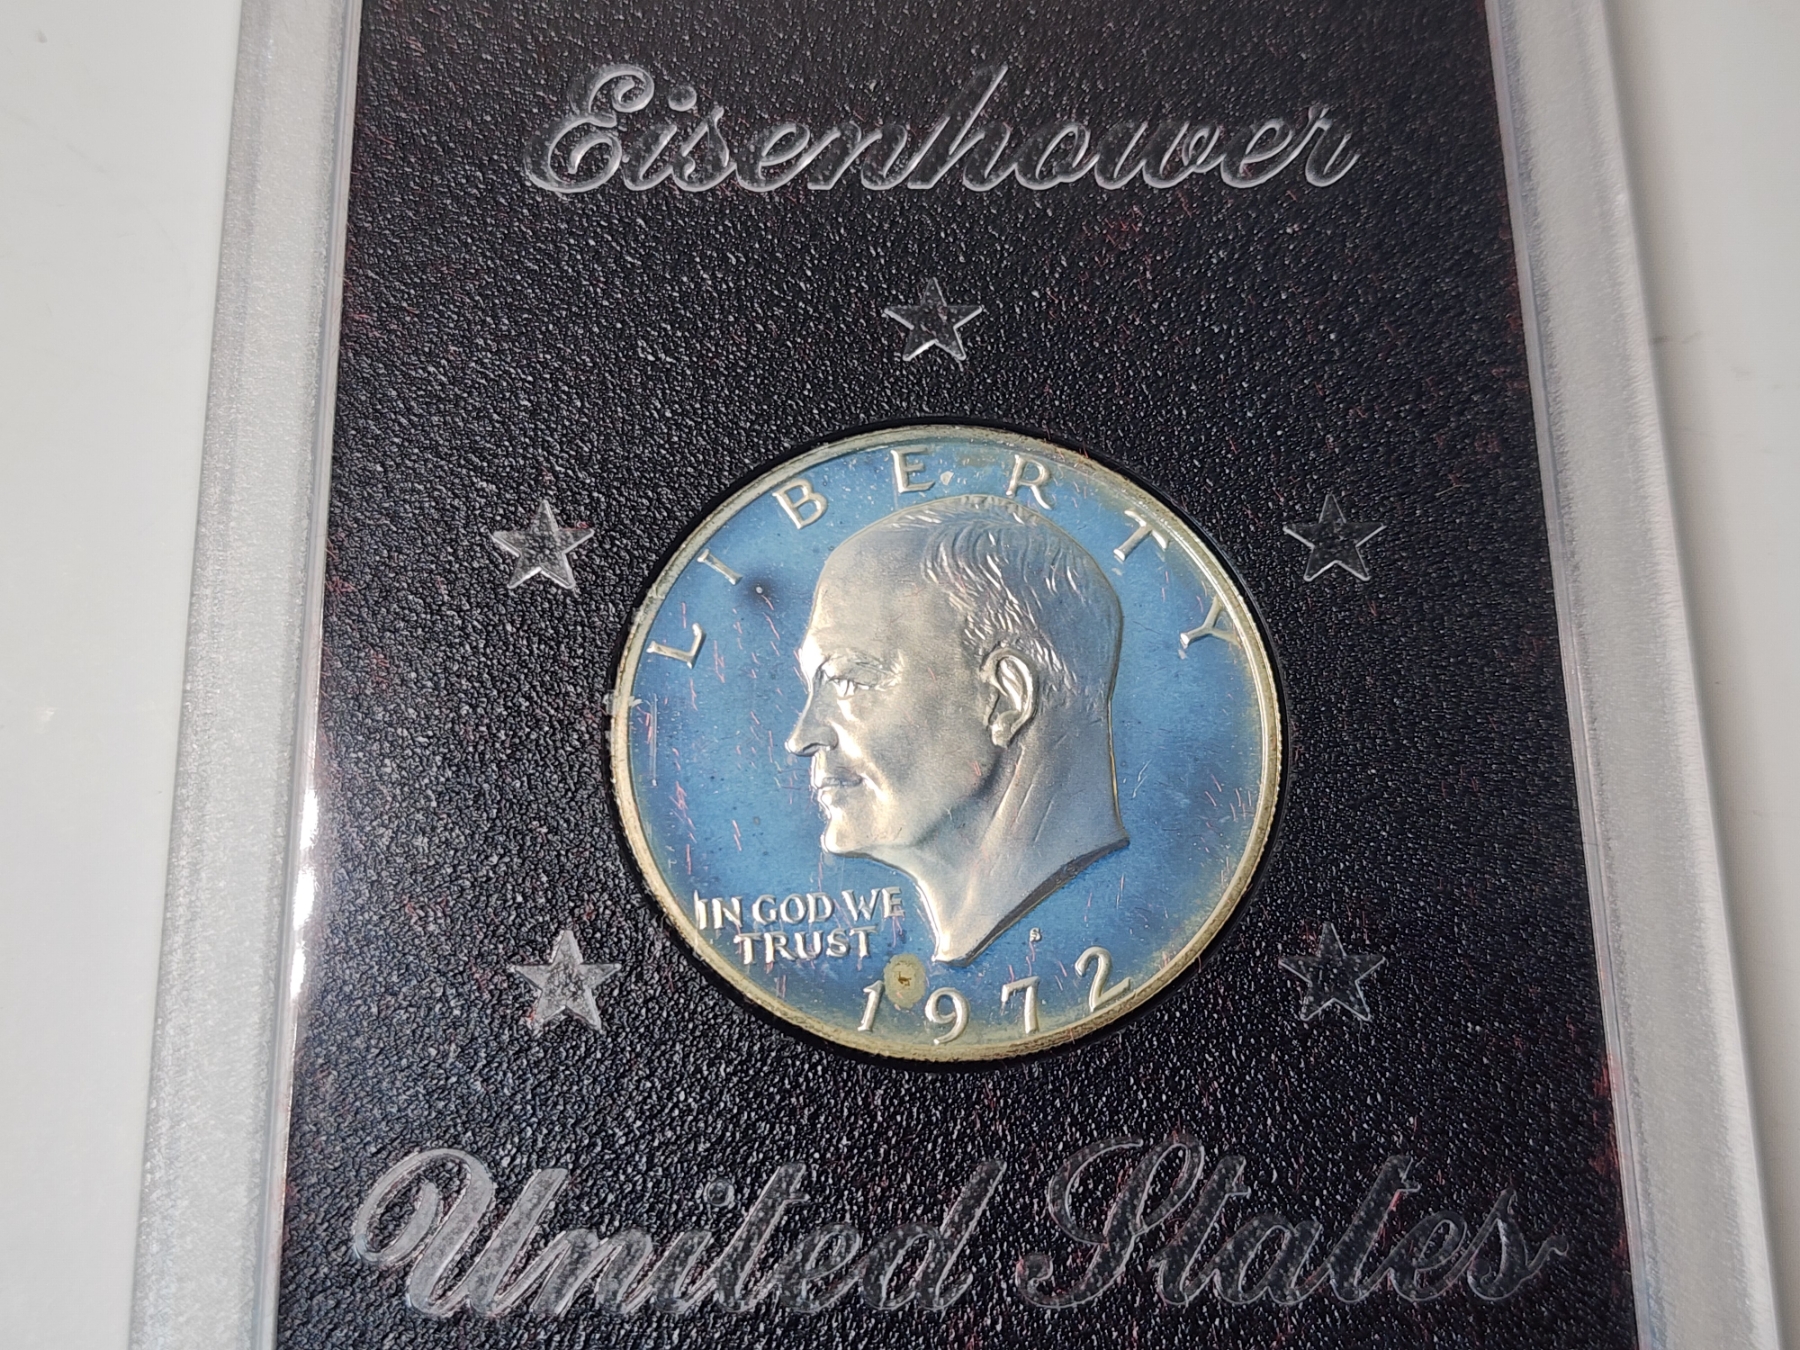 Eisenhower
LIBERTY
IN GOD WE
TRUST
S
1972
United States